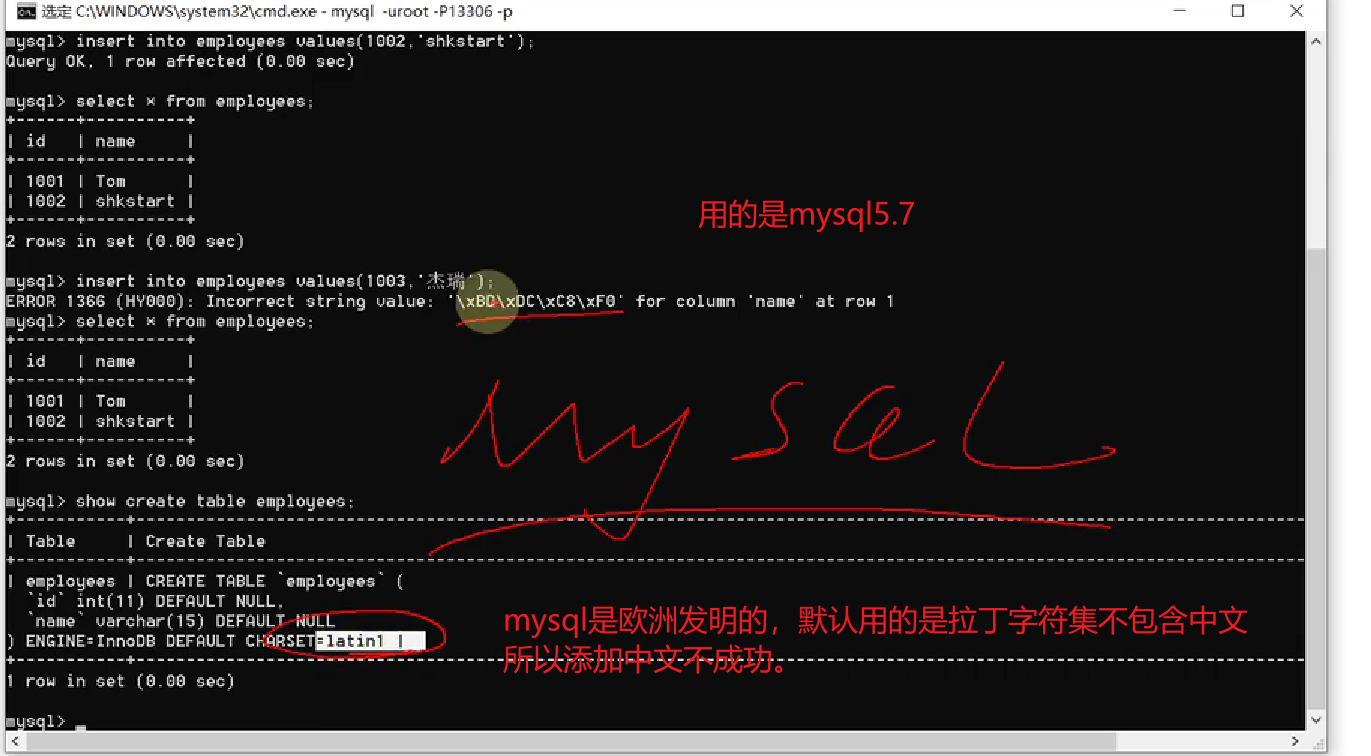 选定 C:\WINDOWS\system32\cmd.exe - mysql -uroot -P13306 -p
mysql> insert into employees values(1002,'shkstart');
Query OK, 1 row affected (0.00 sec)
mysql> select * from employees;
+------+----------+
| id   | name     |
+------+----------+
| 1001 | Tom      |
| 1002 | shkstart |
+------+----------+
2 rows in set (0.00 sec)
用的是mysql5.7
mysql> insert into employees values(1003,'杰瑞');
ERROR 1366 (HY000): Incorrect string value: '\xBD\xDC\xC8\xF0' for column 'name' at row 1
mysql> select * from employees;
+------+----------+
| id   | name     |
+------+----------+
| 1001 | Tom      |
| 1002 | shkstart |
+------+----------+
2 rows in set (0.00 sec)
mysql
mysql> show create table employees;
| Table     | Create Table
| employees | CREATE TABLE `employees` (
`id` int(11) DEFAULT NULL,
`name` varchar(15) DEFAULT NULL
) ENGINE=InnoDB DEFAULT CHARSET=latin1 |
mysql是欧洲发明的，默认用的是拉丁字符集不包含中文
所以添加中文不成功。
1 row in set (0.00 sec)
mysql>